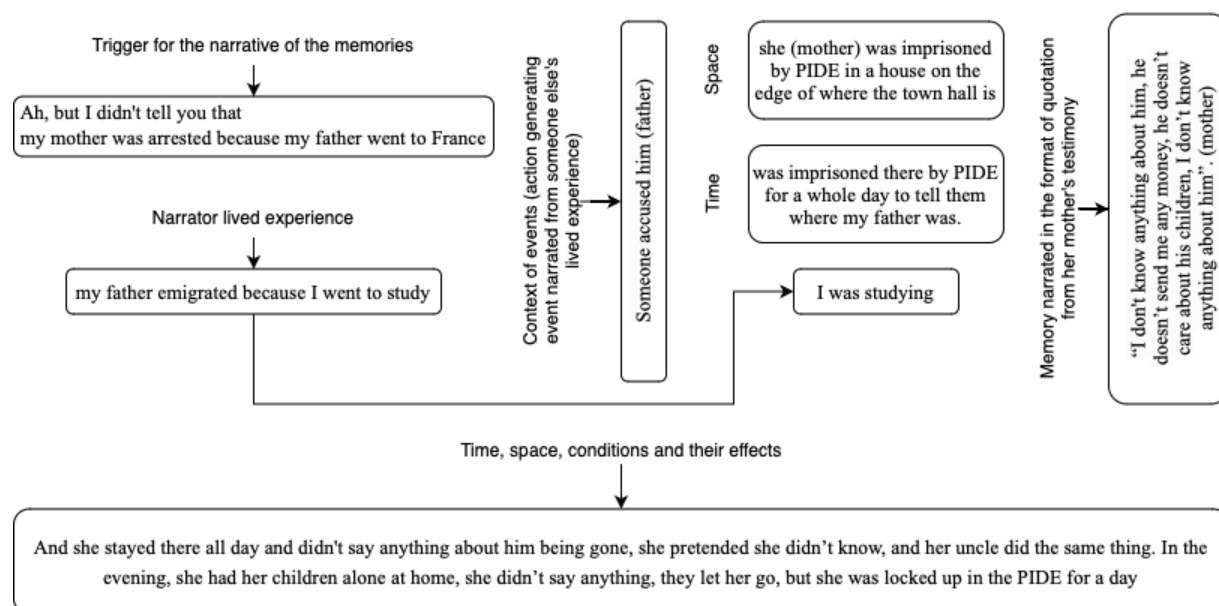 Trigger for the narrative of the memories
Ah, but I didn't tell you that
my mother was arrested because my father went to France
Narrator lived experience
my father emigrated because I went to study
Context of events (action generating
event narrated from someone else's
lived experience)
Someone accused him (father)
Space
she (mother) was imprisoned
by PIDE in a house on the
edge of where the town hall is
Time
was imprisoned there by PIDE
for a whole day to tell them
where my father was.
I was studying
Memory narrated in the format of quotation
from her mother's testimony
“I don't know anything about him, he
doesn’t send me any money, he doesn’t
care about his children, I don’t know
anything about him”. (mother)
Time, space, conditions and their effects
And she stayed there all day and didn't say anything about him being gone, she pretended she didn’t know, and her uncle did the same thing. In the
evening, she had her children alone at home, she didn’t say anything, they let her go, but she was locked up in the PIDE for a day